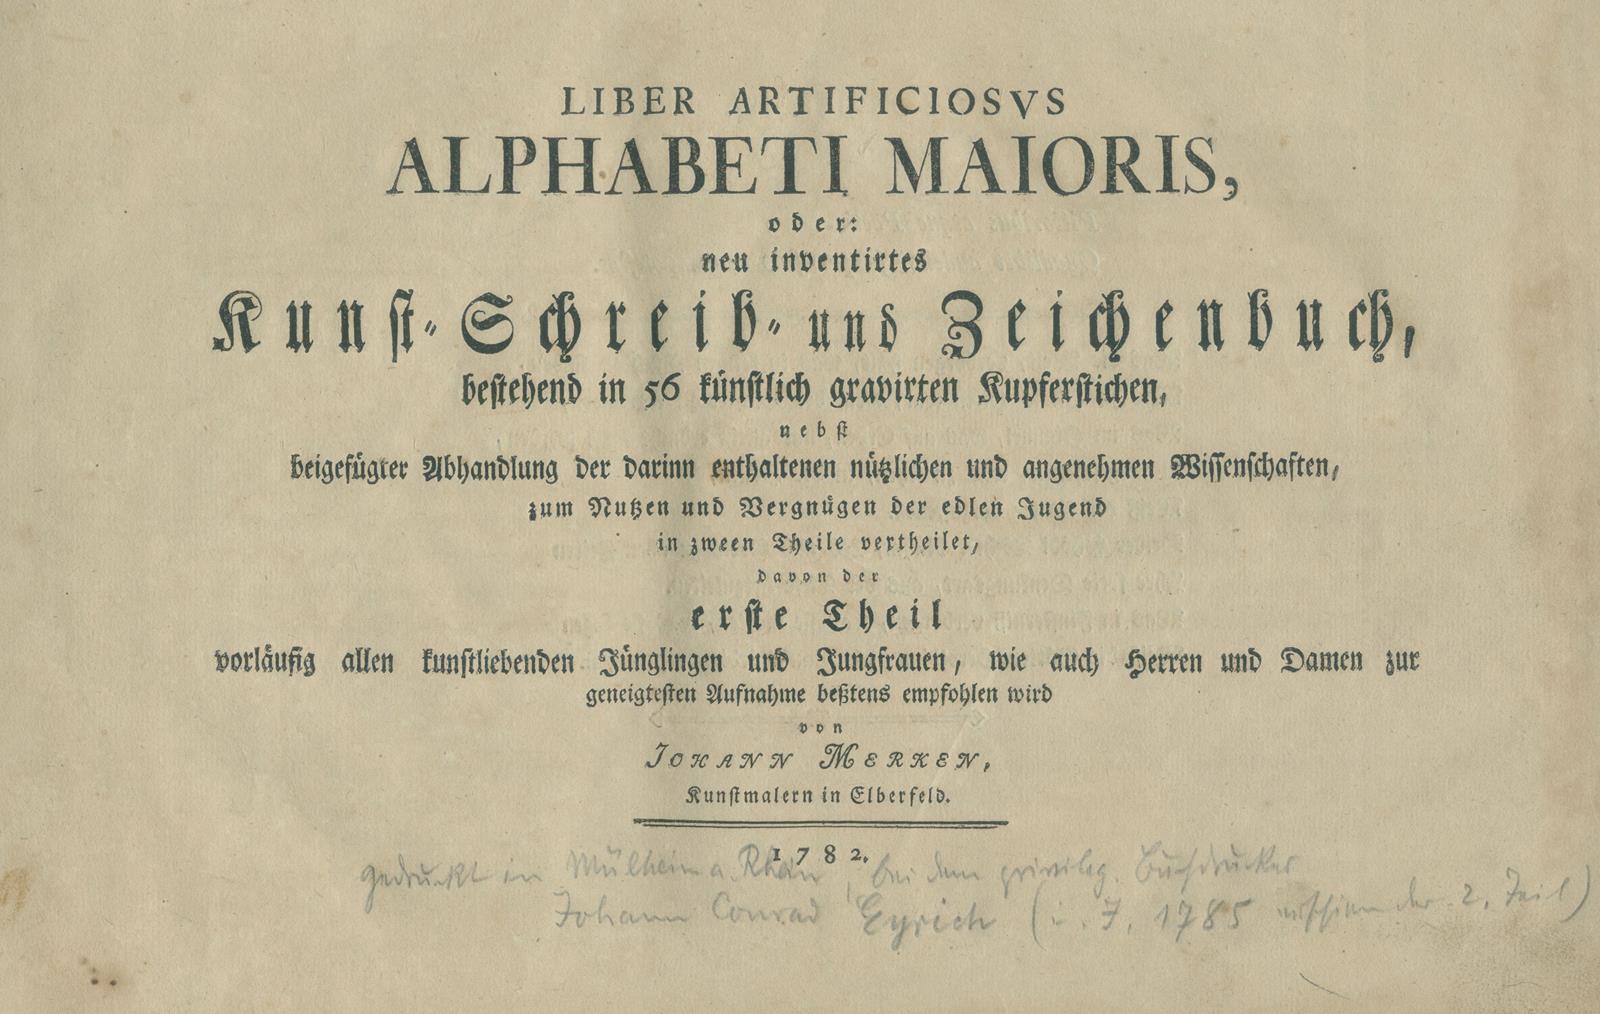 LIBER ARTIFICIOSVS
ALPHABETI MAIORIS,
oder:
neu inventirtes
Kunst- Schreib- und Zeichenbuch,
bestehend in 56 künstlich gravirten Kupferstichen,
nebst
beigefügter Abhandlung der darinn enthaltenen nützlichen und angenehmen Wissenschaften,
zum Nutzen und Vergnügen der edlen Jugend
in zween Theile vertheilet,
davon der
erste Theil
vorläufig allen kunstliebenden Jünglingen und Jungfrauen, wie auch Herren und Damen zur
geneigtesten Aufnahme beßtens empfohlen wird
von
JOHANN MERKEN,
Kunstmalern in Elberfeld.
1782.
gedruckt in Mülheim a. Rhein, bei dem privileg. Buchdrucker
Johann Conrad Eyrich (i. J. 1785 erschien der 2. Teil)